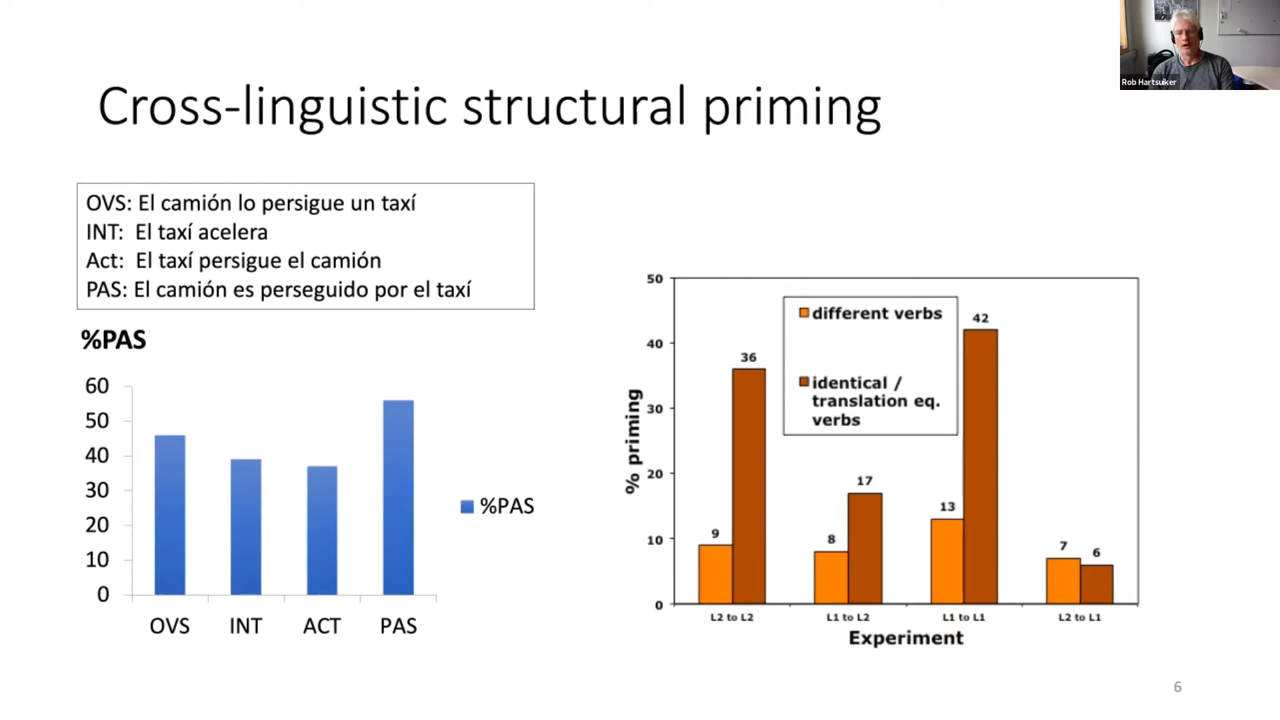 Rob Hartsuiker
Cross-linguistic structural priming
OVS: El camión lo persigue un taxí
INT: El taxí acelera
Act: El taxí persigue el camión
PAS: El camión es perseguido por el taxí
%PAS
60
50
40
30
20
10
0
OVS INT ACT PAS
%PAS
% priming
50
40
30
20
10
0
different verbs
identical /
translation eq.
verbs
9 36 8 17 13 42 7 6
L2 to L2 L1 to L2 L1 to L1 L2 to L1
Experiment
6